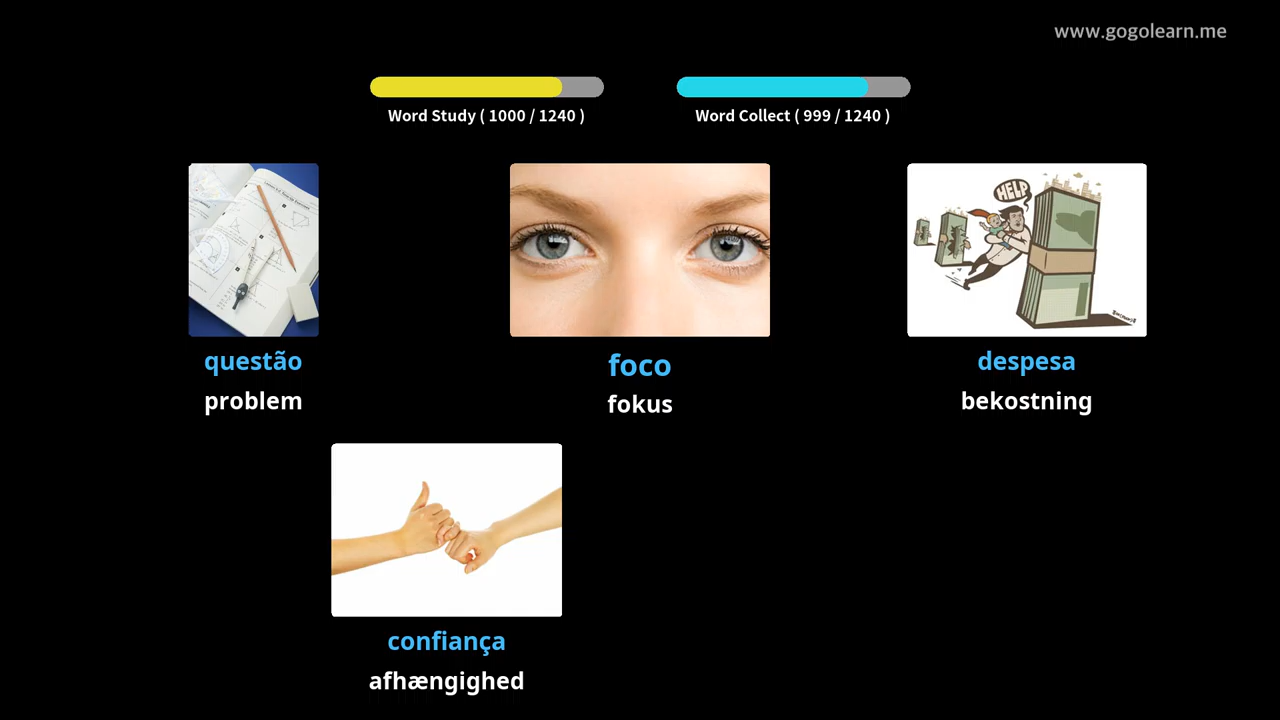 www.gogolearn.me
Word Study ( 1000 / 1240 )
Word Collect ( 999 / 1240 )
HELP
questão
foco
despesa
problem
fokus
bekostning
confiança
afhængighed